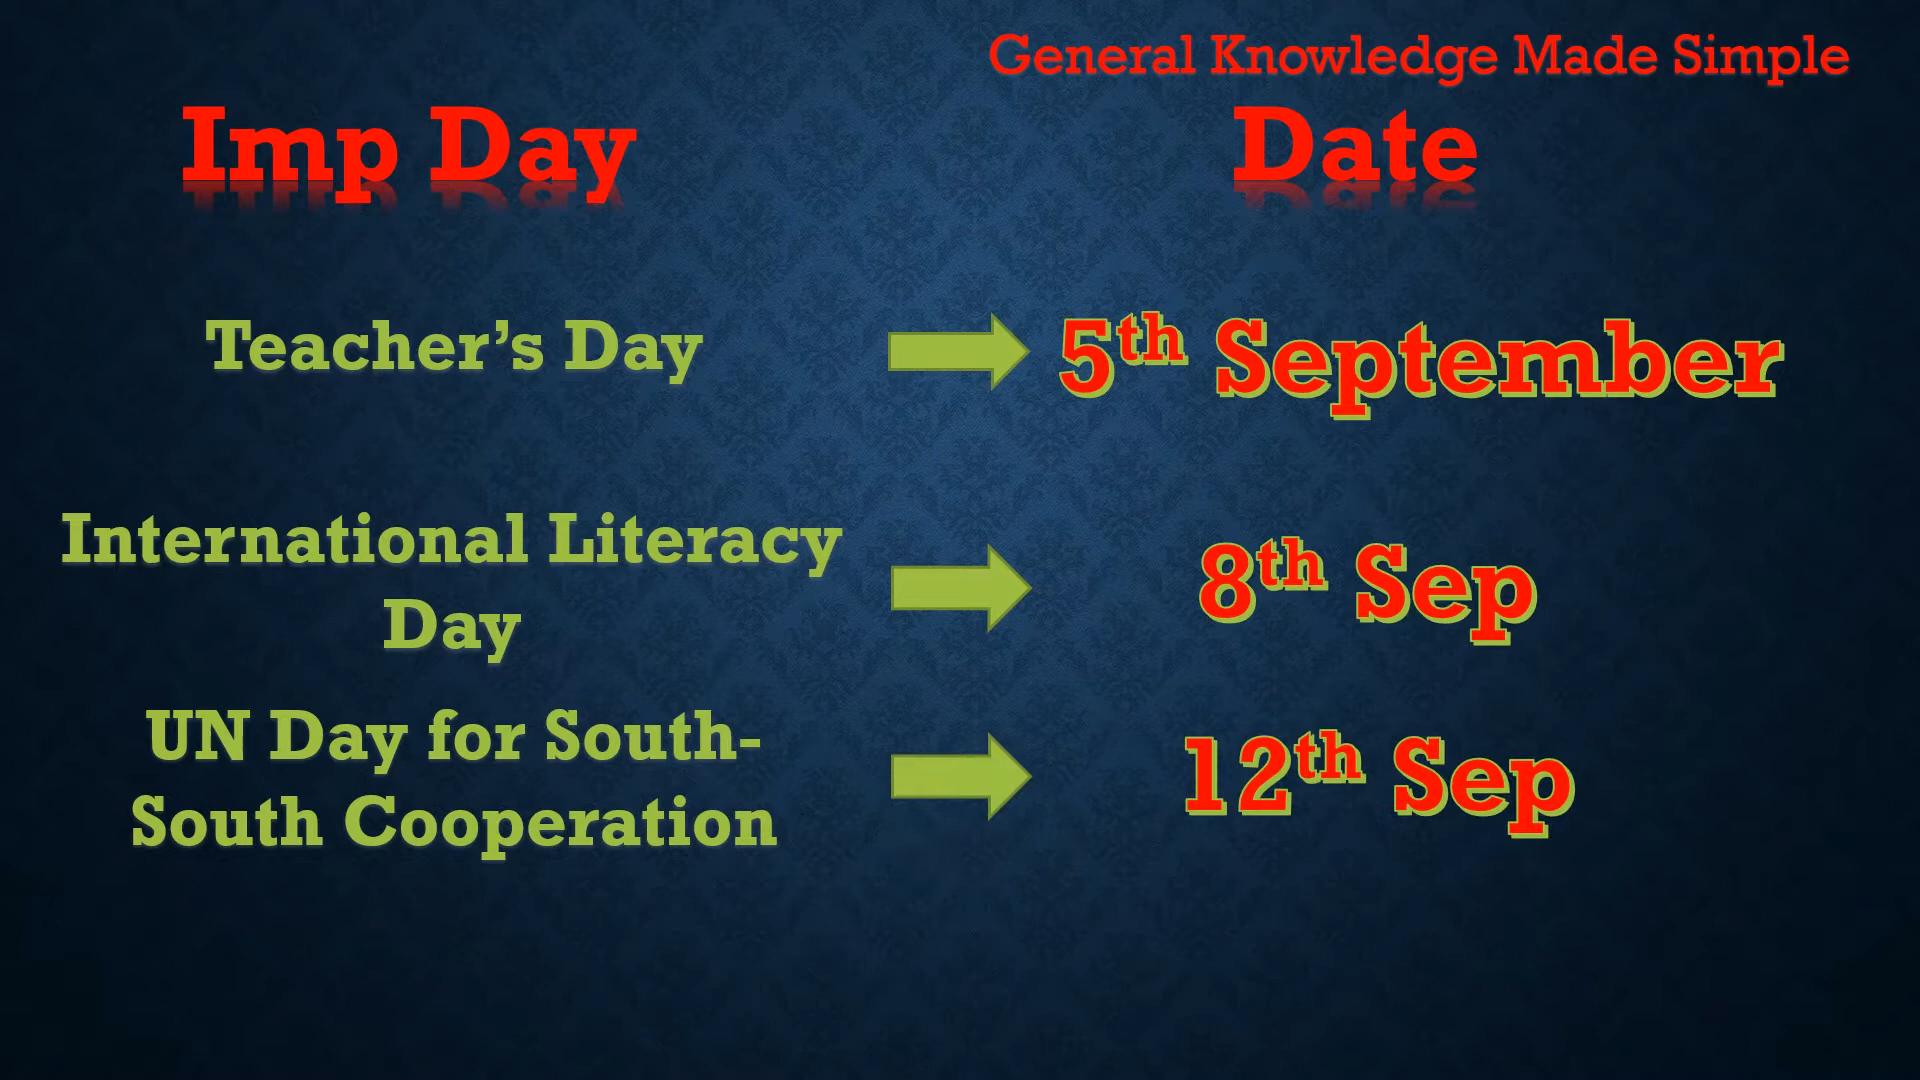 General Knowledge Made Simple
Imp Day
Date
Teacher’s Day
5th September
International Literacy
Day
8th Sep
UN Day for South-
South Cooperation
12th Sep